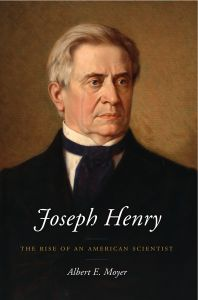 Joseph Henry
THE RISE OF AN AMERICAN SCIENTIST
Albert E. Moyer